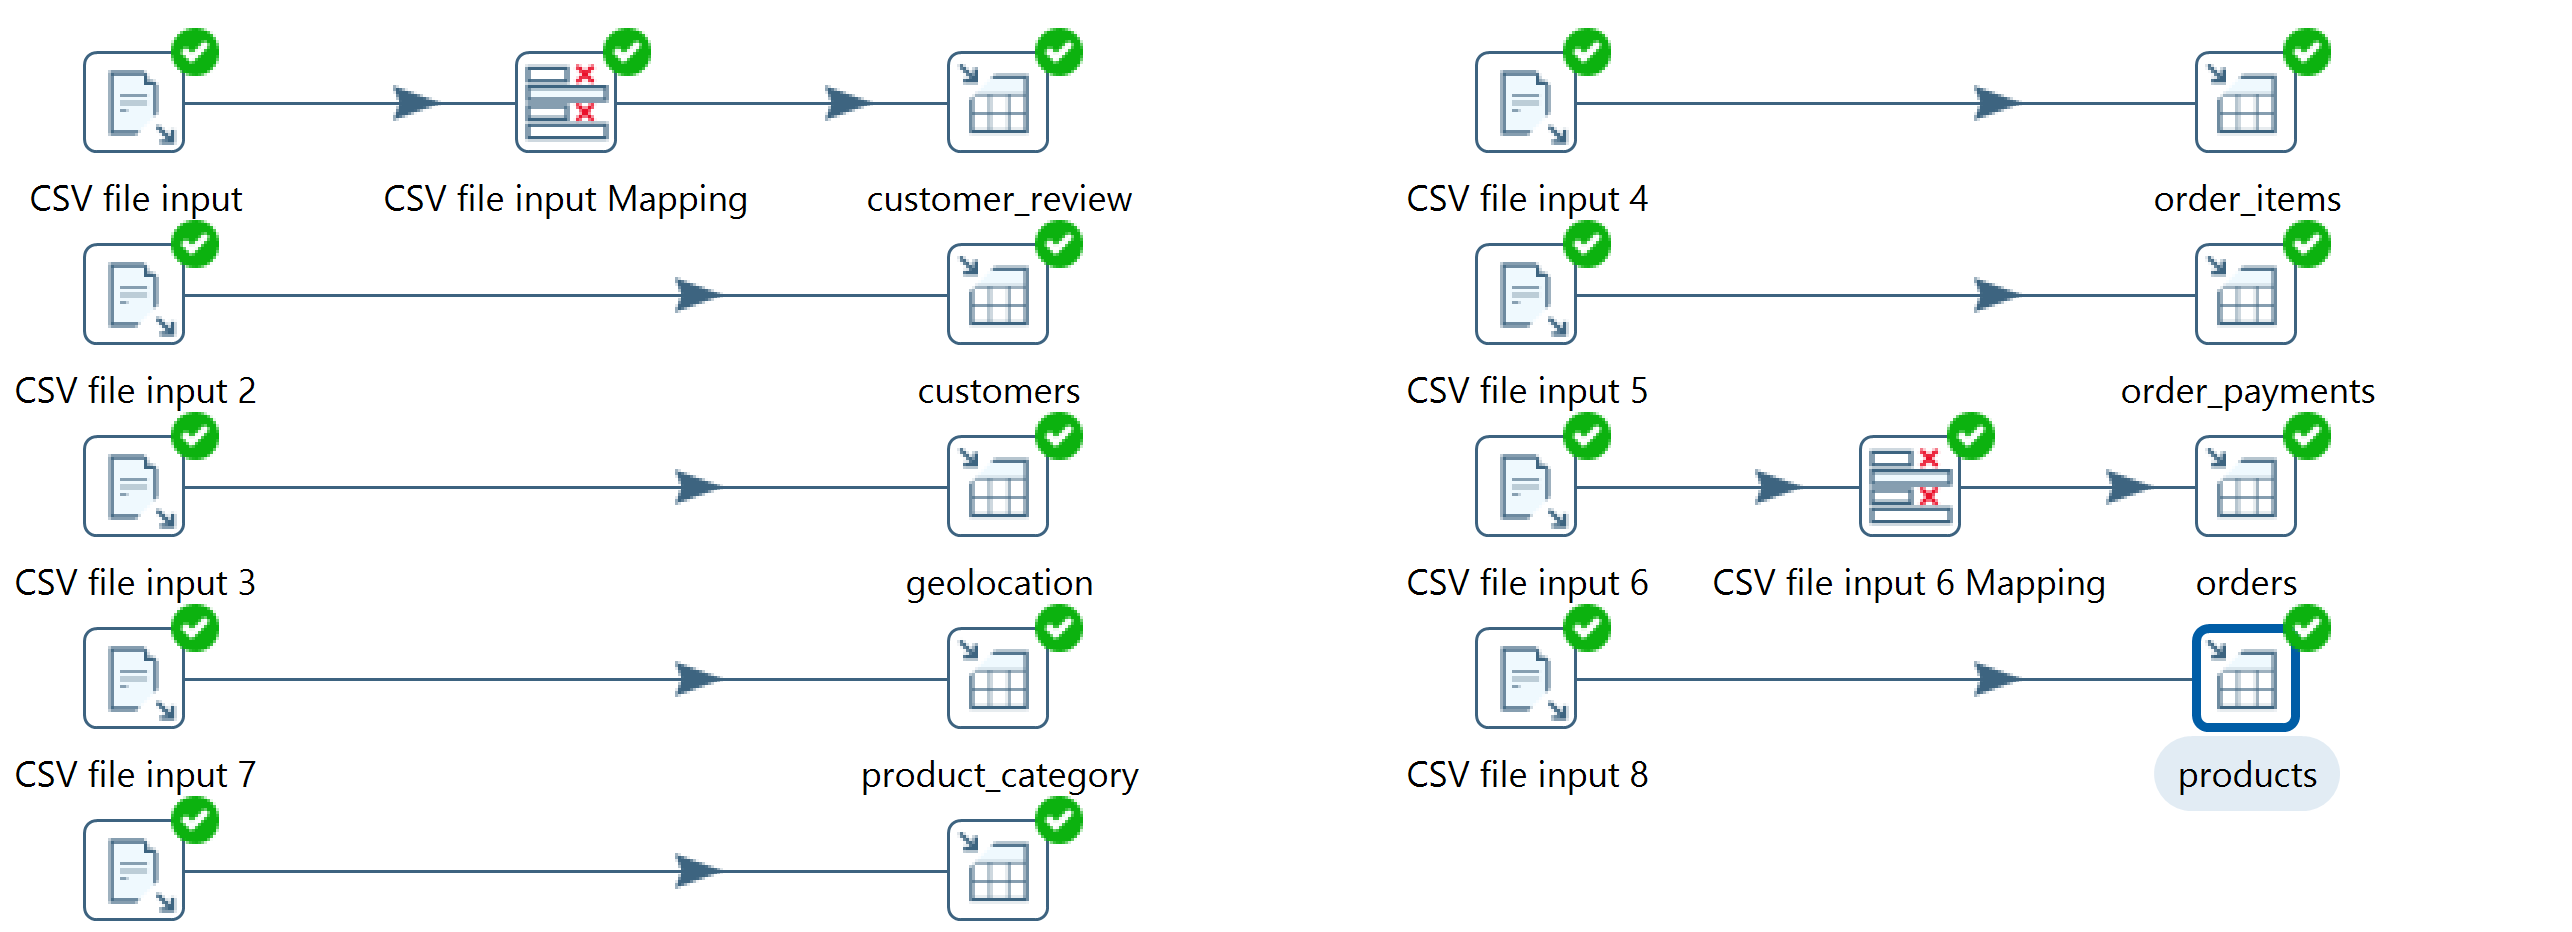 CSV file input
CSV file input Mapping
customer_review
CSV file input 2
customers
CSV file input 3
geolocation
CSV file input 7
product_category
CSV file input 4
order_items
CSV file input 5
order_payments
CSV file input 6
CSV file input 6 Mapping
orders
CSV file input 8
products